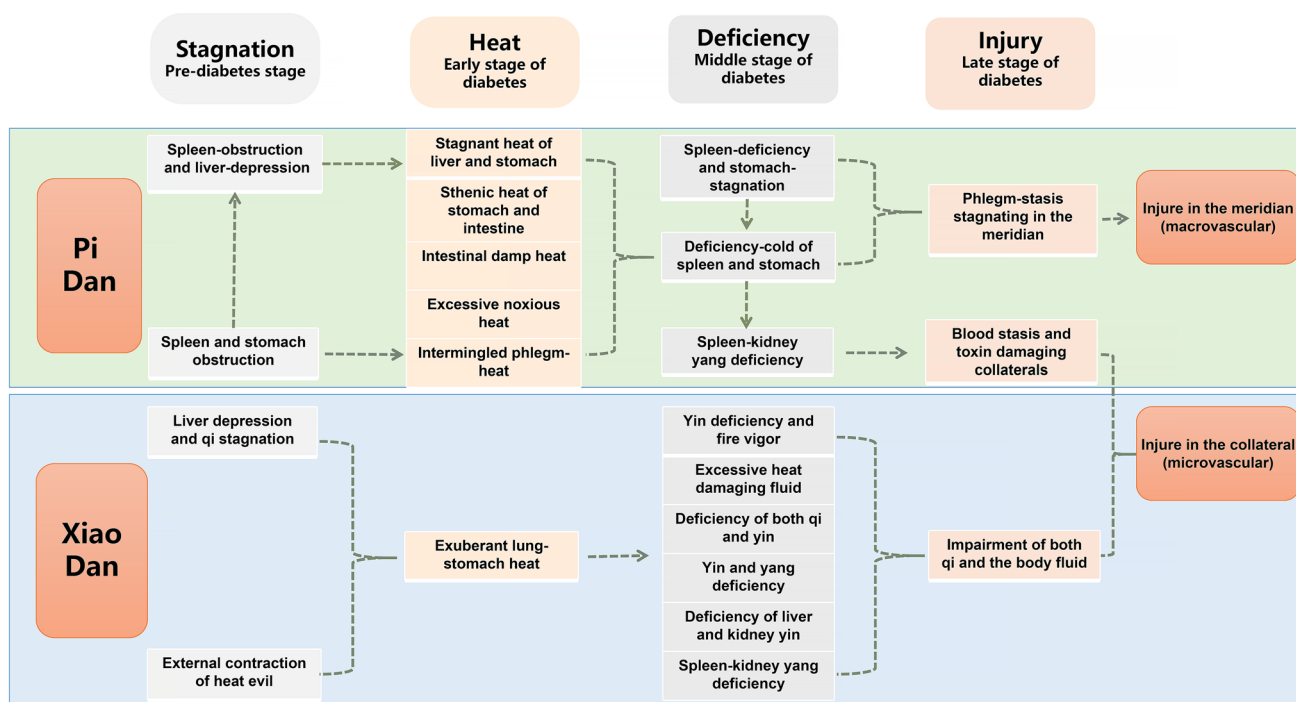 Stagnation
Pre-diabetes stage
Heat
Early stage of
diabetes
Deficiency
Middle stage of
diabetes
Injury
Late stage of
diabetes
Pi
Dan
Spleen-obstruction
and liver-depression
Spleen and stomach
obstruction
Stagnant heat of
liver and stomach
Sthenic heat of
stomach and
intestine
Intestinal damp heat
Excessive noxious
heat
Intermingled phlegm-
heat
Spleen-deficiency
and stomach-
stagnation
Deficiency-cold of
spleen and stomach
Spleen-kidney
yang deficiency
Phlegm-stasis
stagnating in the
meridian
Blood stasis and
toxin damaging
collaterals
Injure in the meridian
(macrovascular)
Xiao
Dan
Liver depression
and qi stagnation
External contraction
of heat evil
Exuberant lung-
stomach heat
Yin deficiency and
fire vigor
Excessive heat
damaging fluid
Deficiency of both qi
and yin
Yin and yang
deficiency
Deficiency of liver
and kidney yin
Spleen-kidney yang
deficiency
Impairment of both
qi and the body fluid
Injure in the collateral
(microvascular)